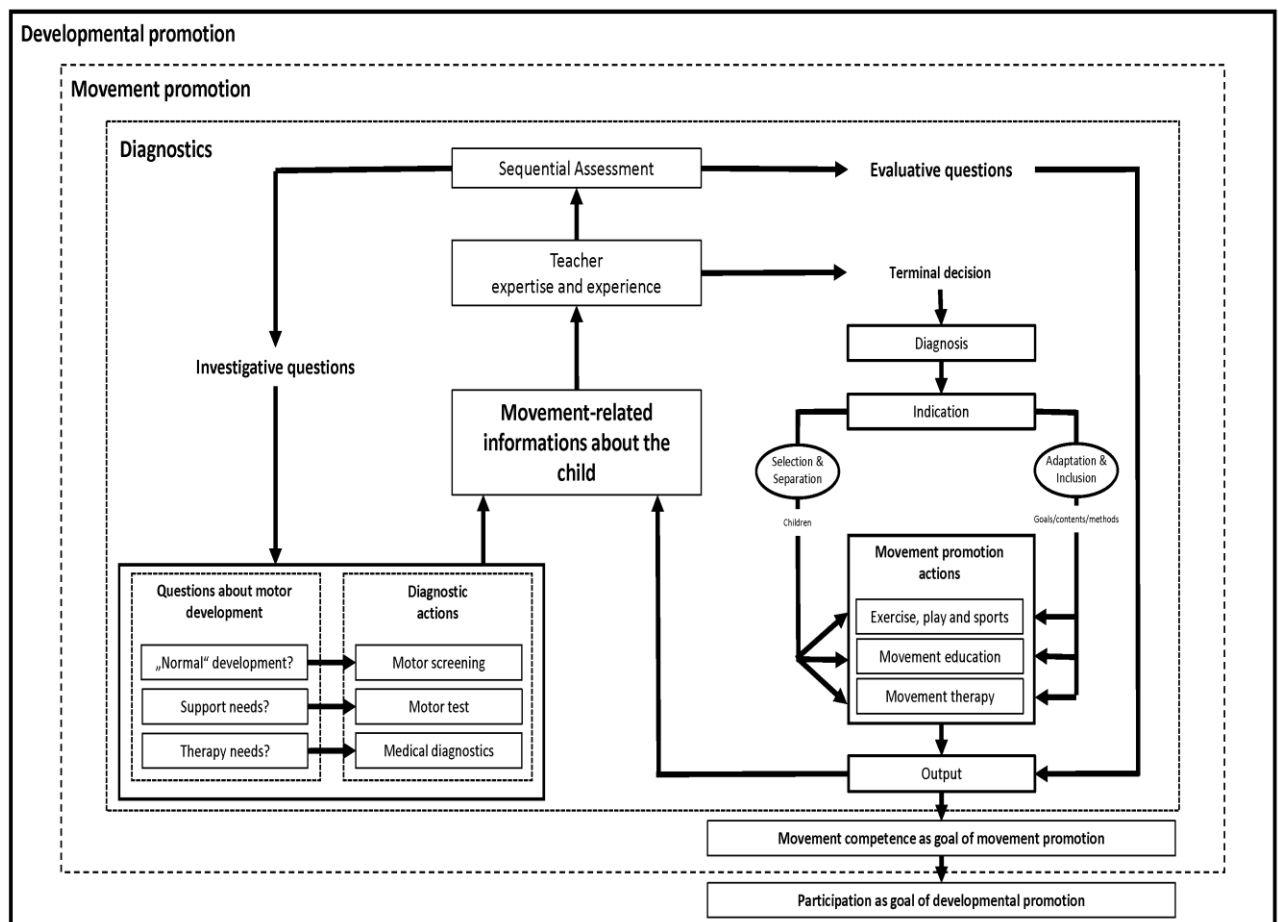 Developmental promotion
Movement promotion
Diagnostics
Sequential Assessment
Evaluative questions
Teacher
expertise and experience
Terminal decision
Diagnosis
Investigative questions
Indication
Movement-related
informations about the
child
Selection &
Separation
Adaptation &
Inclusion
Children
Goals/contents/methods
Movement promotion
actions
Exercise, play and sports
Movement education
Movement therapy
Questions about motor
development
Diagnostic
actions
„Normal“ development?
Motor screening
Support needs?
Motor test
Therapy needs?
Medical diagnostics
Output
Movement competence as goal of movement promotion
Participation as goal of developmental promotion